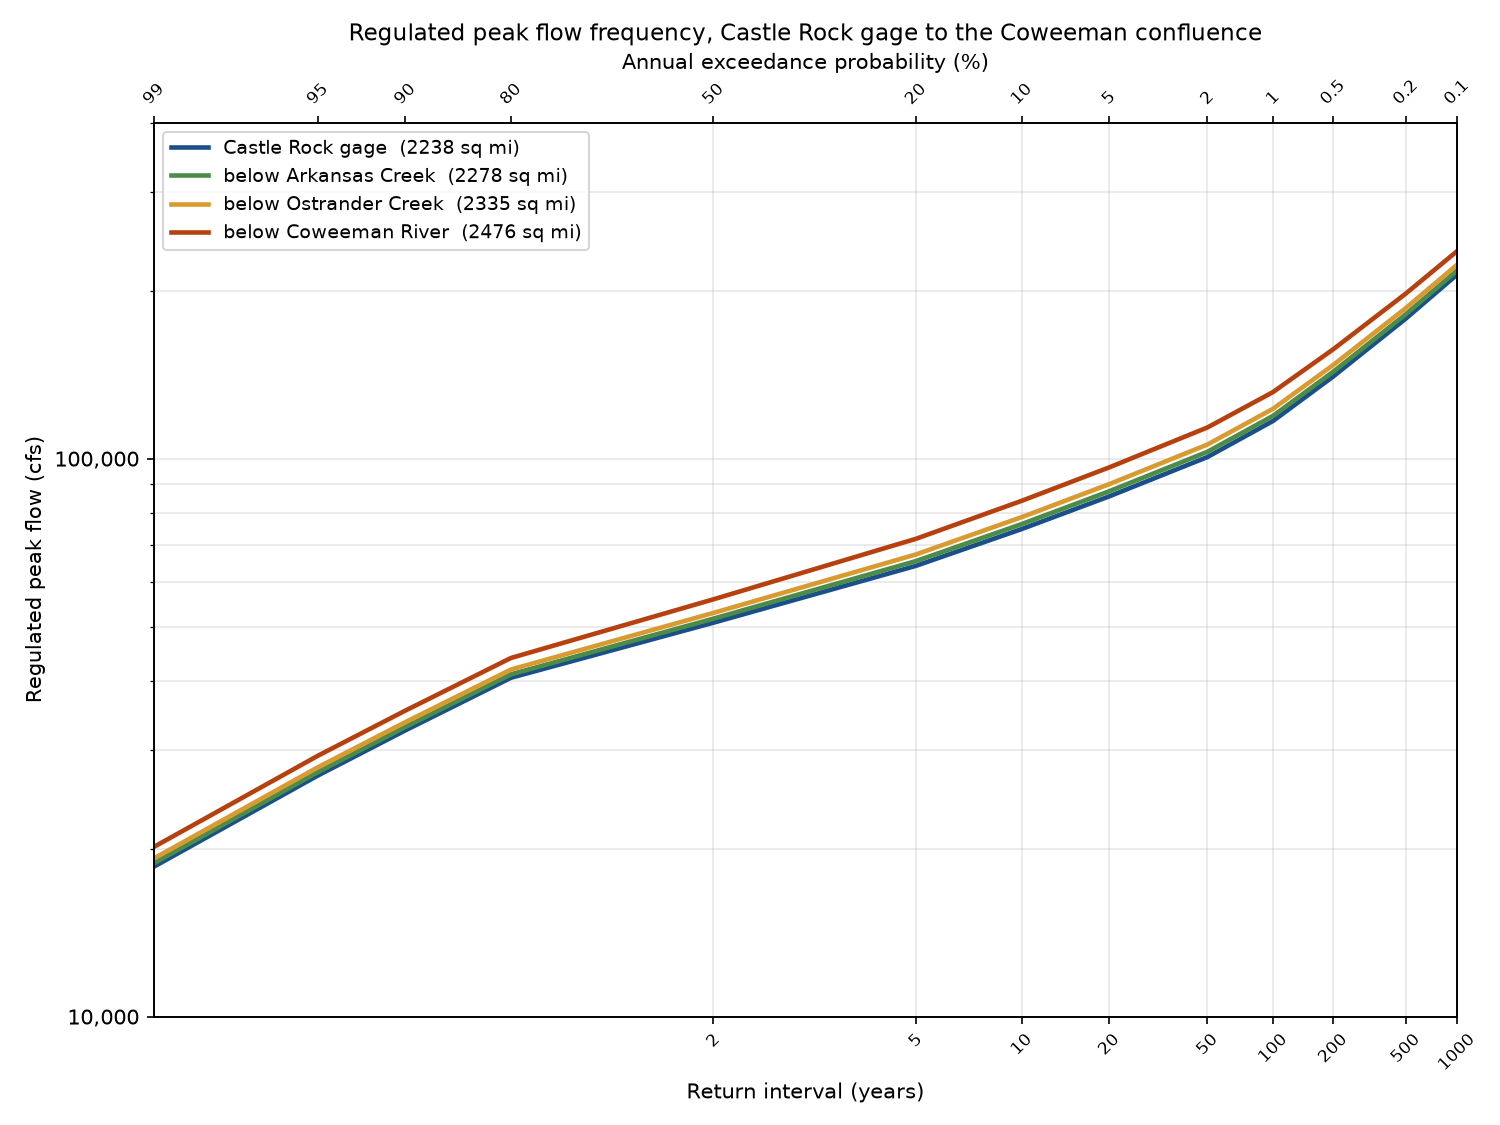 Regulated peak flow frequency, Castle Rock gage to the Coweeman confluence
Annual exceedance probability (%)
99 95 90 80 50 20 10 5 2 1 0.5 0.2 0.1
Castle Rock gage (2238 sq mi)
below Arkansas Creek (2278 sq mi)
below Ostrander Creek (2335 sq mi)
below Coweeman River (2476 sq mi)
Regulated peak flow (cfs)
100,000
10,000
2 5 10 20 50 100 200 500 1000
Return interval (years)